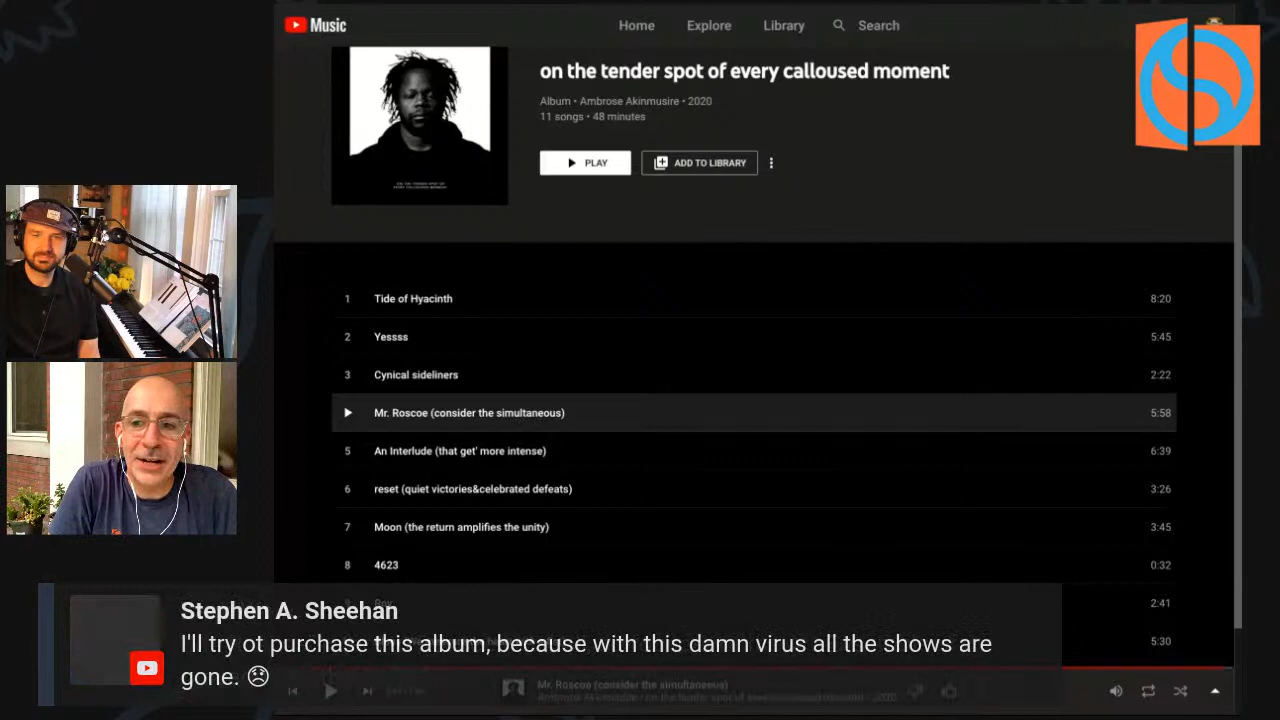 Music
Home
Explore
Library
Search
on the tender spot of every calloused moment
Album • Ambrose Akinmusire • 2020
11 songs • 48 minutes
PLAY
ADD TO LIBRARY
1 Tide of Hyacinth 8:20
2 Yessss 5:45
3 Cynical sideliners 2:22
Mr. Roscoe (consider the simultaneous) 5:58
5 An Interlude (that get' more intense) 6:39
6 reset (quiet victories&celebrated defeats) 3:26
7 Moon (the return amplifies the unity) 3:45
8 4623 0:32
2:41
5:30
Stephen A. Sheehan
I'll try ot purchase this album, because with this damn virus all the shows are
gone. ☹
Mr. Roscoe (consider the simultaneous)